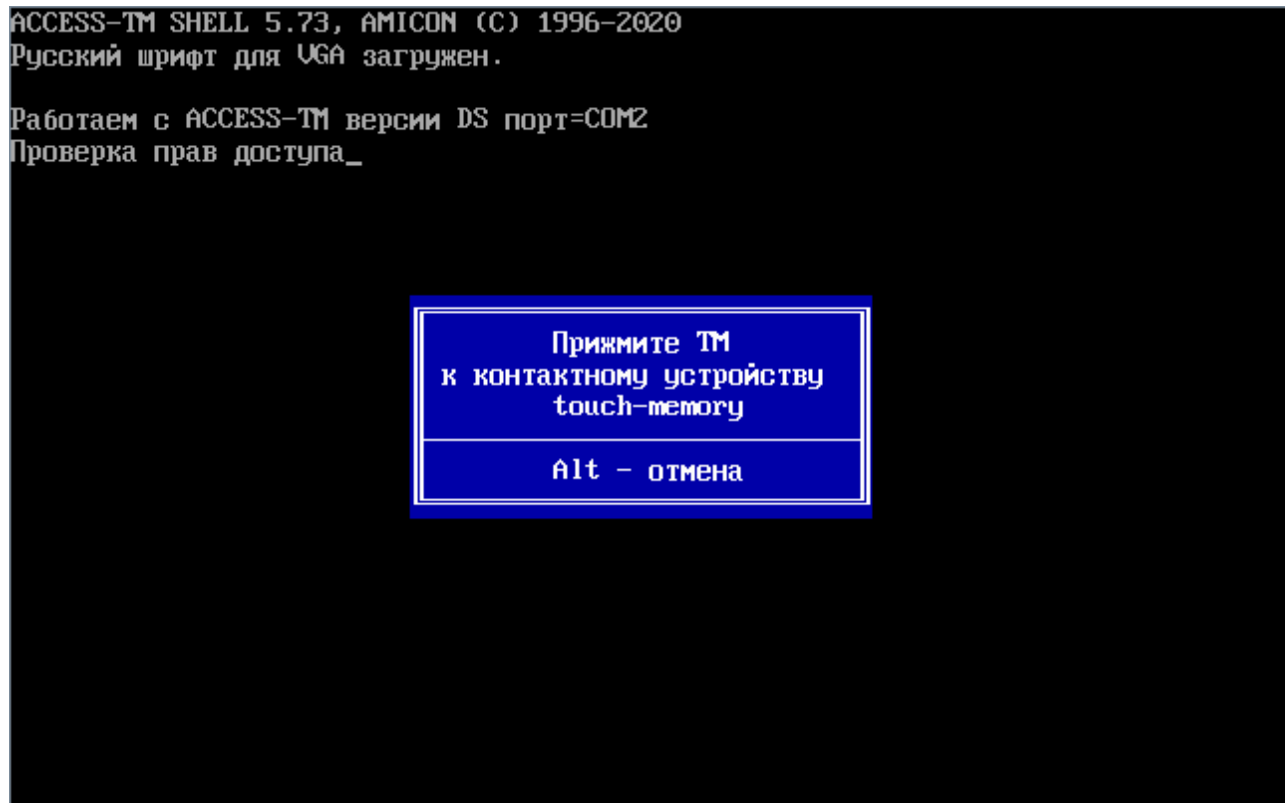 ACCESS-TM SHELL 5.73, AMICON (C) 1996-2020
Русский шрифт для VGA загружен.
Работаем с ACCESS-TM версии DS порт=COM2
Проверка прав доступа_
Прижмите ТМ
к контактному устройству
touch-memory
Alt - отмена